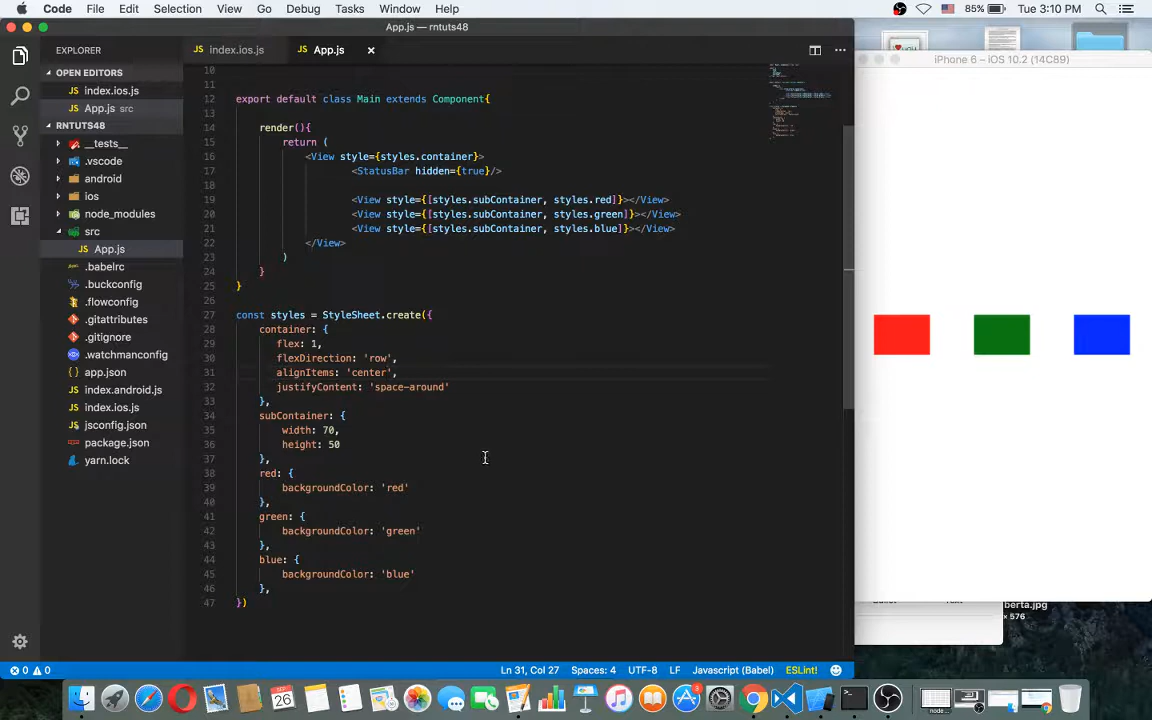 Code File Edit Selection View Go Debug Tasks Window Help
85% Tue 3:10 PM
App.js — rntuts48
EXPLORER
OPEN EDITORS
index.ios.js
App.js src
RNTUTS48
__tests__
.vscode
android
ios
node_modules
src
App.js
.babelrc
.buckconfig
.flowconfig
.gitattributes
.gitignore
.watchmanconfig
app.json
index.android.js
index.ios.js
jsconfig.json
package.json
yarn.lock
index.ios.js App.js
10
11
12 export default class Main extends Component{
13
14 render(){
15 return (
16 <View style={styles.container}>
17 <StatusBar hidden={true}/>
18
19 <View style={[styles.subContainer, styles.red]}></View>
20 <View style={[styles.subContainer, styles.green]}></View>
21 <View style={[styles.subContainer, styles.blue]}></View>
22 </View>
23 )
24 }
25 }
26
27 const styles = StyleSheet.create({
28 container: {
29 flex: 1,
30 flexDirection: 'row',
31 alignItems: 'center',
32 justifyContent: 'space-around'
33 },
34 subContainer: {
35 width: 70,
36 height: 50
37 },
38 red: {
39 backgroundColor: 'red'
40 },
41 green: {
42 backgroundColor: 'green'
43 },
44 blue: {
45 backgroundColor: 'blue'
46 },
47 })
iPhone 6 – iOS 10.2 (14C89)
berta.jpg
× 576
0 0 Ln 31, Col 27 Spaces: 4 UTF-8 LF Javascript (Babel) ESLint!